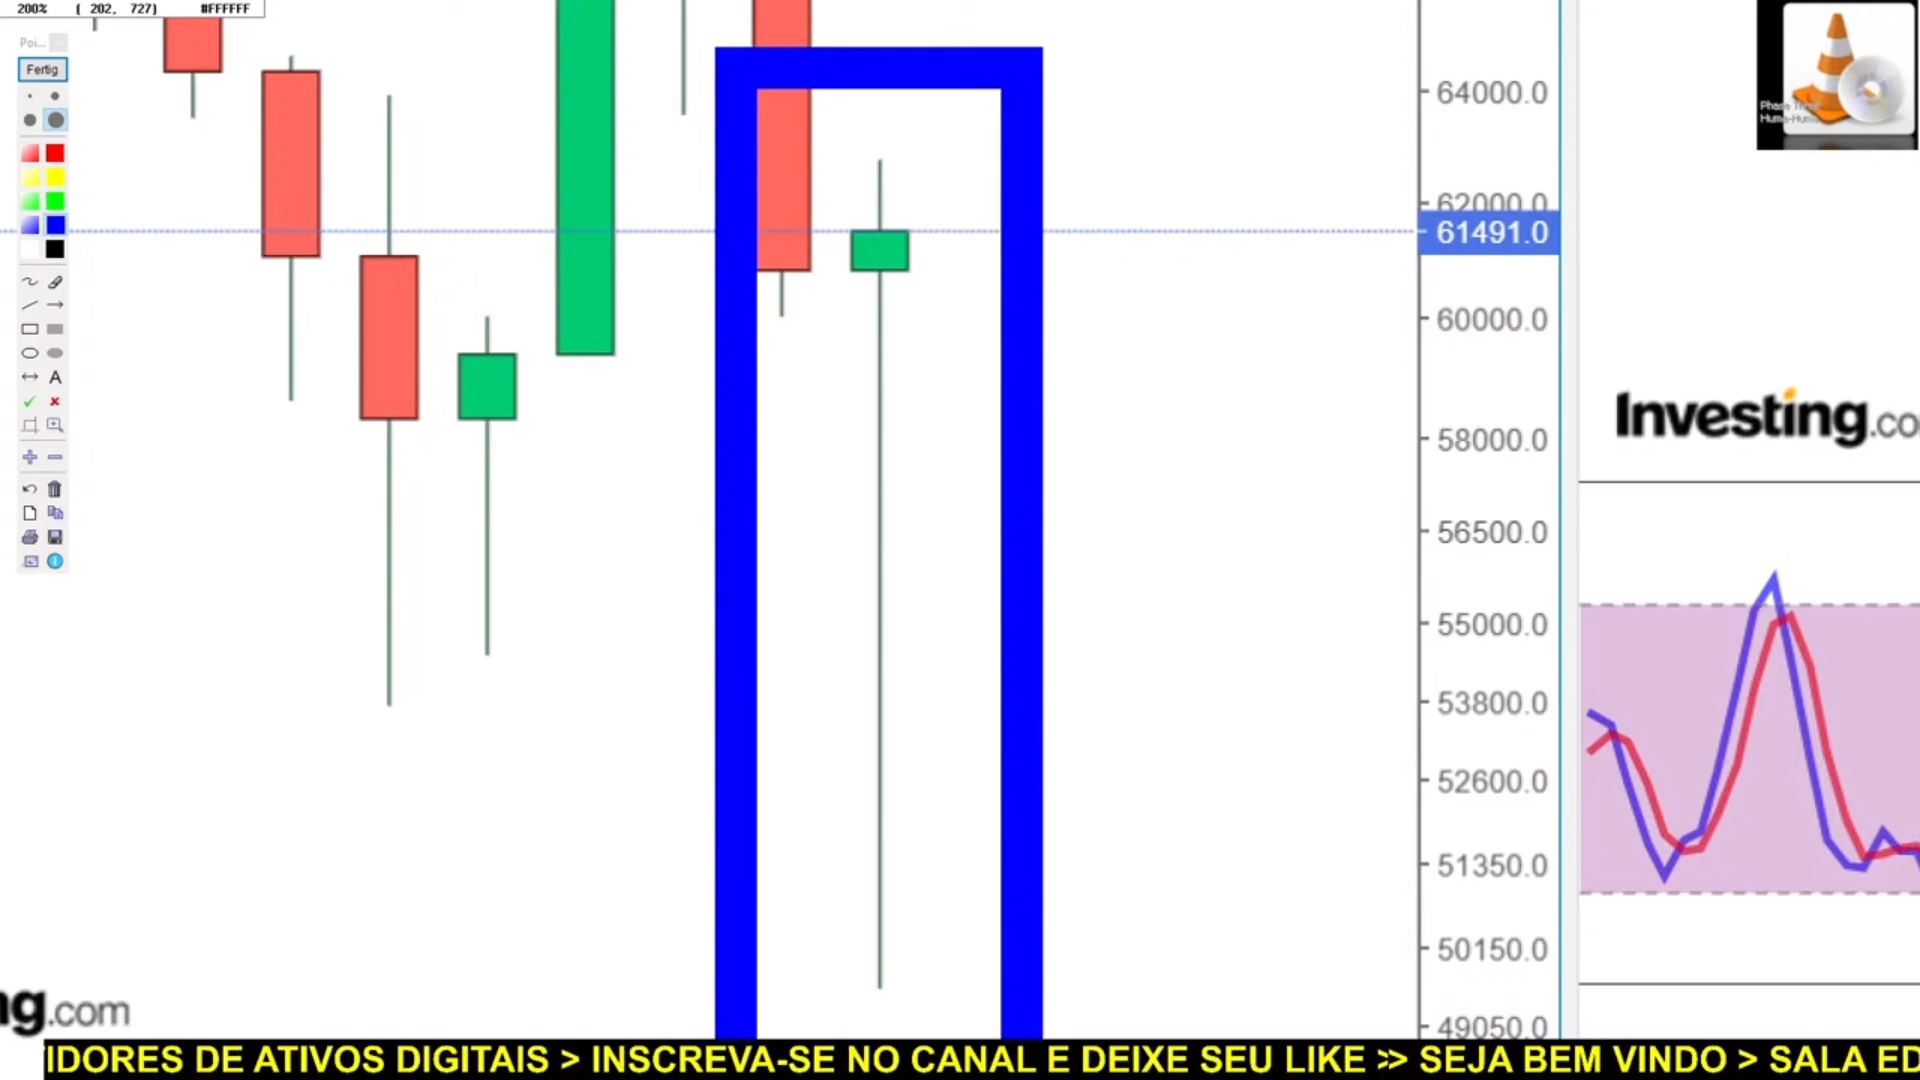 200% ( 202, 727) #FFFFFF
Poi...
Fertig
A
64000.0
62000.0
61491.0
60000.0
58000.0
56500.0
55000.0
53800.0
52600.0
51350.0
50150.0
49050.0
Investing.co
ng.com
IDORES DE ATIVOS DIGITAIS > INSCREVA-SE NO CANAL E DEIXE SEU LIKE >> SEJA BEM VINDO > SALA ED